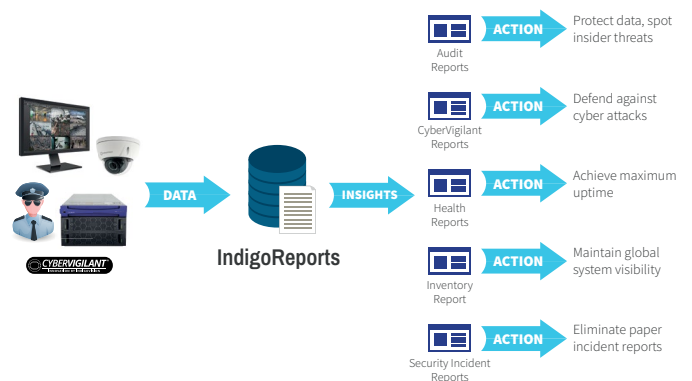 CYBERVIGILANT
DATA
IndigoReports
INSIGHTS
Audit
Reports
ACTION
Protect data, spot
insider threats
CyberVigilant
Reports
ACTION
Defend against
cyber attacks
Health
Reports
ACTION
Achieve maximum
uptime
Inventory
Report
ACTION
Maintain global
system visibility
Security Incident
Reports
ACTION
Eliminate paper
incident reports